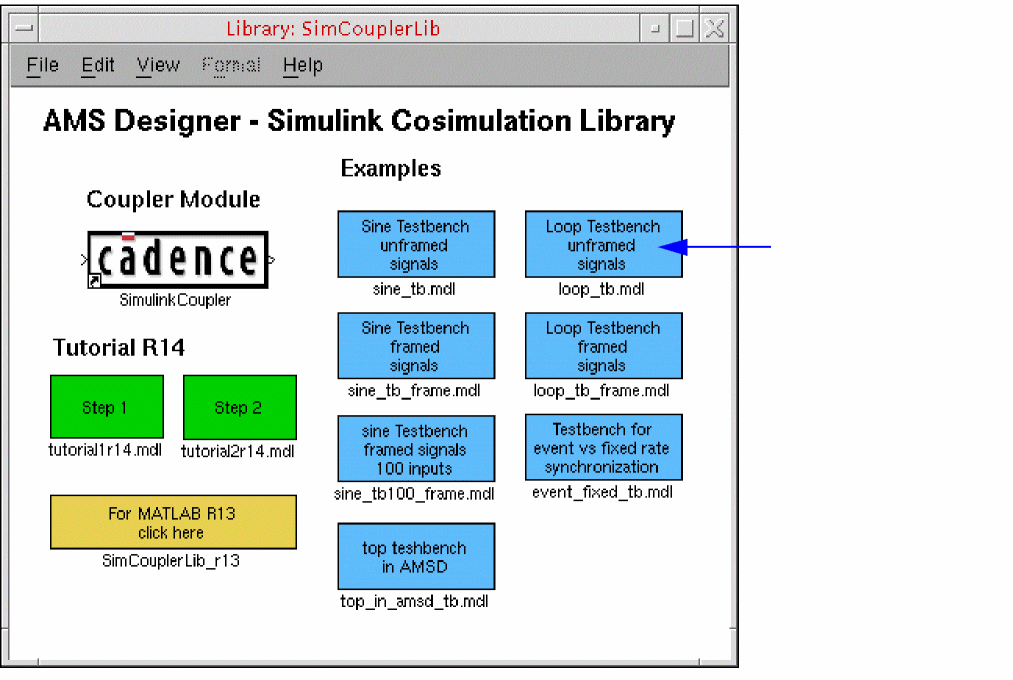 Library: SimCouplerLib
File Edit View Format Help
AMS Designer - Simulink Cosimulation Library
Coupler Module
cadence
SimulinkCoupler
Tutorial R14
Step 1
tutorial1r14.mdl
Step 2
tutorial2r14.mdl
For MATLAB R13
click here
SimCouplerLib_r13
Examples
Sine Testbench
unframed
signals
sine_tb.mdl
Loop Testbench
unframed
signals
loop_tb.mdl
Sine Testbench
framed
signals
sine_tb_frame.mdl
Loop Testbench
framed
signals
loop_tb_frame.mdl
sine Testbench
framed signals
100 inputs
sine_tb100_frame.mdl
Testbench for
event vs fixed rate
synchronization
event_fixed_tb.mdl
top teshbench
in AMSD
top_in_amsd_tb.mdl